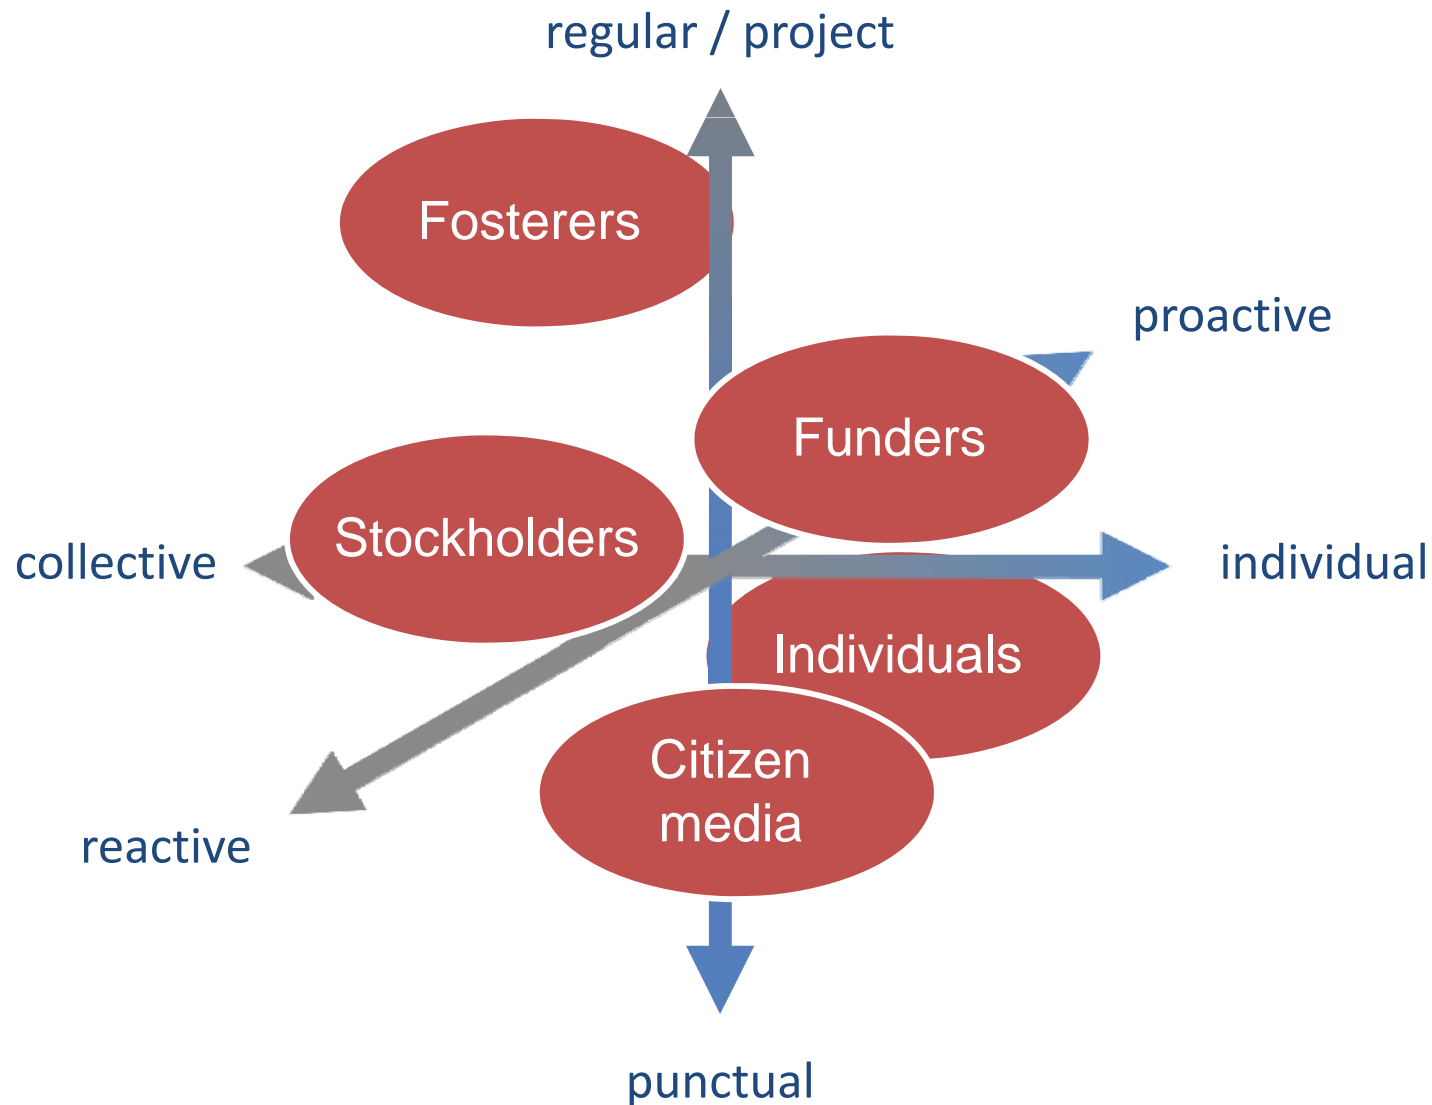 regular / project
Fosterers
proactive
Funders
Stockholders
collective
individual
Individuals
Citizen
media
reactive
punctual